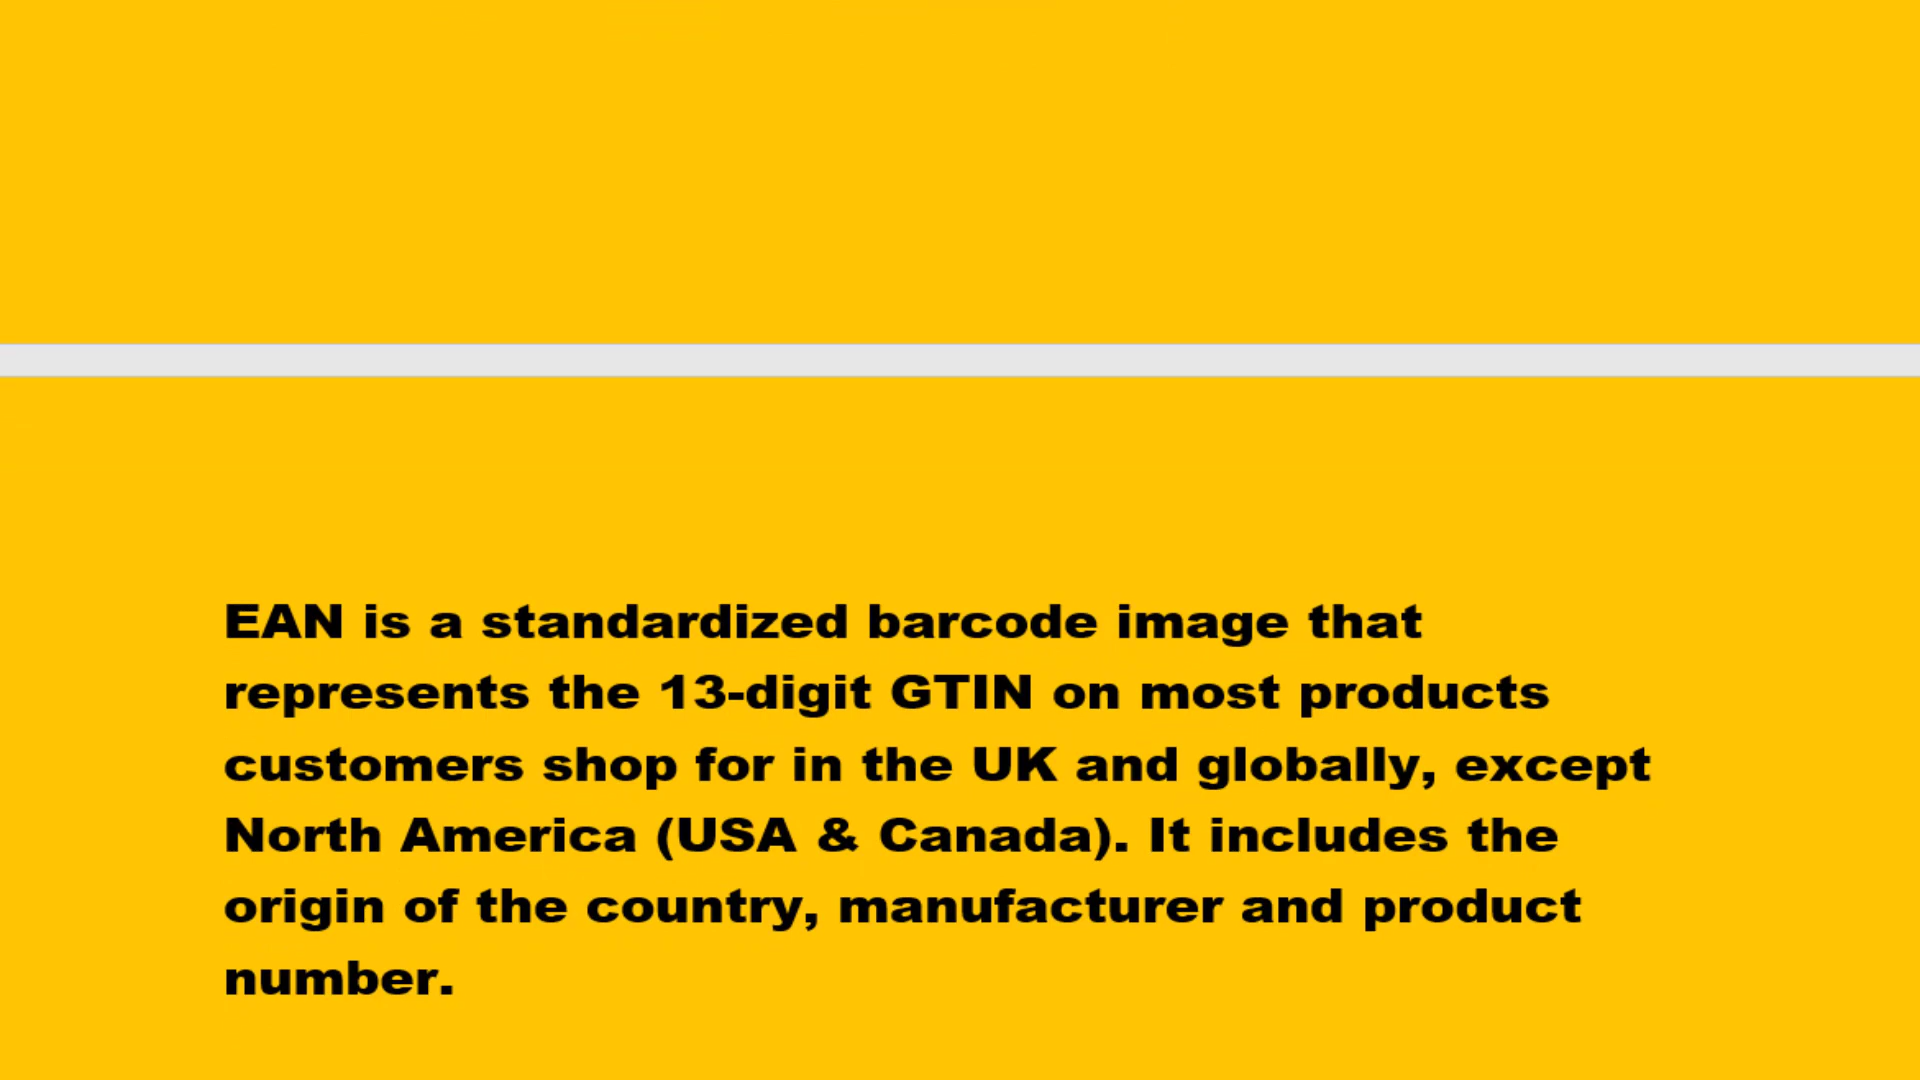 EAN is a standardized barcode image that
represents the 13-digit GTIN on most products
customers shop for in the UK and globally, except
North America (USA & Canada). It includes the
origin of the country, manufacturer and product
number.